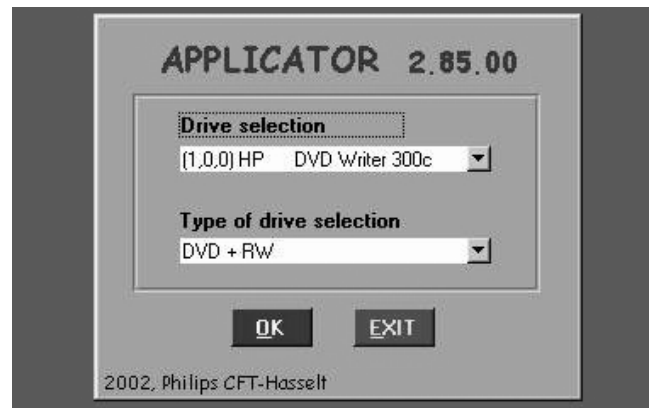 APPLICATOR 2.85.00
Drive selection
(1,0,0) HP DVD Writer 300c
Type of drive selection
DVD + RW
OK EXIT
2002, Philips CFT-Hasselt